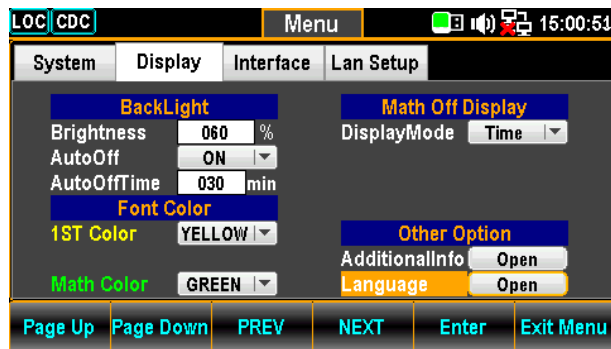 LOC CDC Menu 15:00:51
System Display Interface Lan Setup
BackLight Math Off Display
Brightness 060 % DisplayMode Time
AutoOff ON
AutoOffTime 030 min
Font Color
1ST Color YELLOW Other Option
AdditionalInfo Open
Math Color GREEN Language Open
Page Up Page Down PREV NEXT Enter Exit Menu